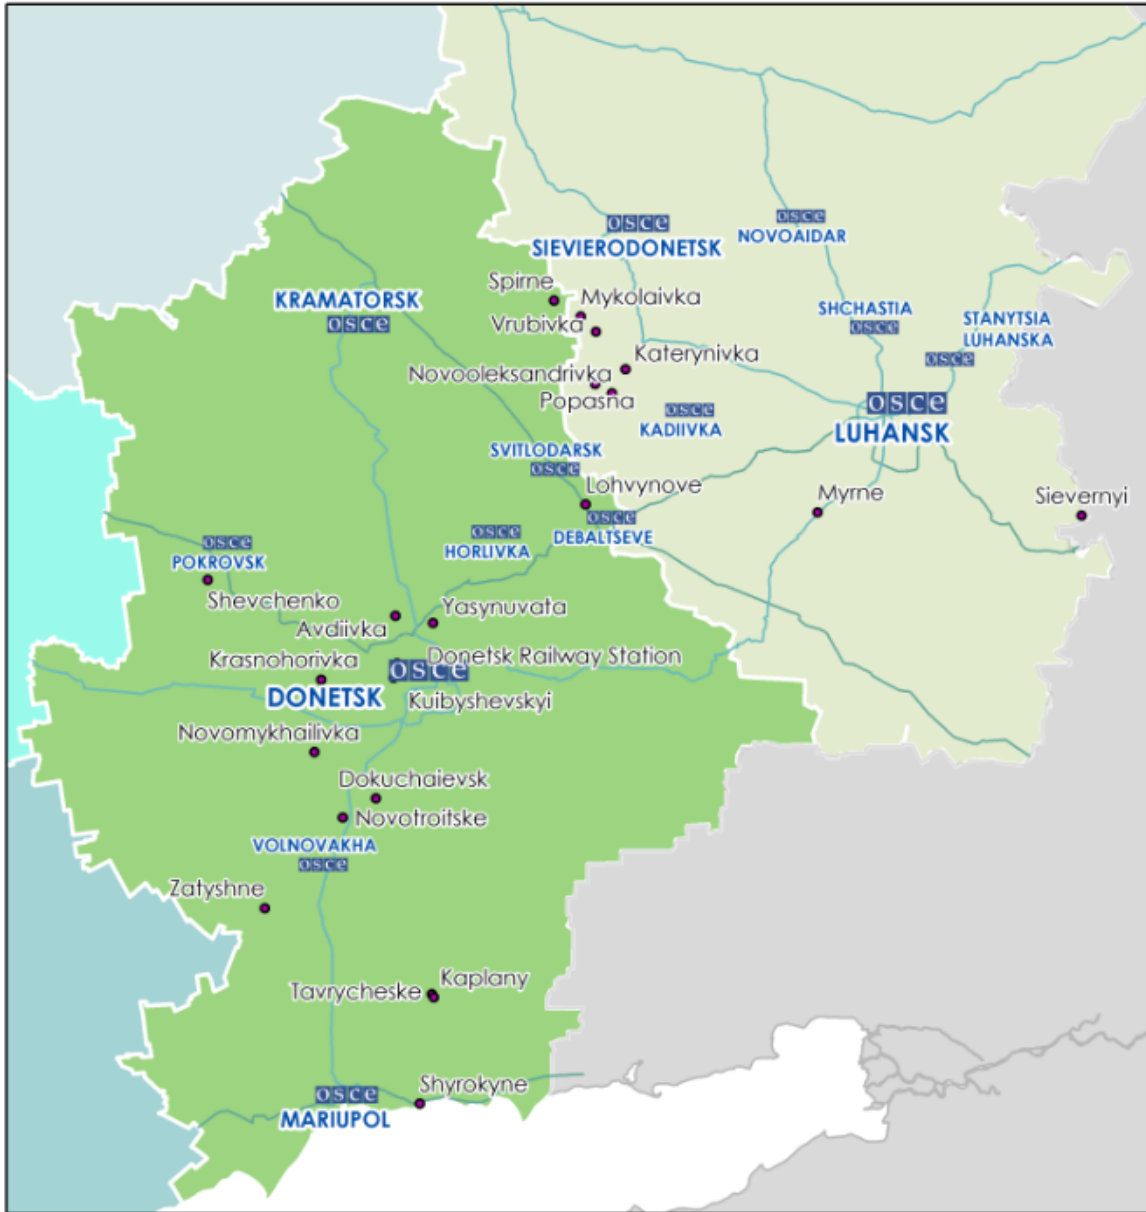 osce
SIEVIERODONETSK
osce
NOVOAIDAR
Spirne
Mykolaivka
KRAMATORSK
osce
Vrubivka
SHCHASTIA
osce
STANYTSIA
LUHANSKA
osce
Katerynivka
Novooleksandrivka
Popasna
osce
KADIIVKA
osce
LUHANSK
SVITLODARSK
osce
Lohvynove
Myrne
Sievernyi
osce
DEBALTSEVE
osce
HORLIVKA
osce
POKROVSK
Shevchenko
Yasynuvata
Avdiivka
Krasnohorivka
Donetsk Railway Station
osce
DONETSK
Kuibyshevskyi
Novomykhailivka
Dokuchaievsk
Novotroitske
VOLNOVAKHA
osce
Zatyshne
Kaplany
Tavrycheske
Shyrokyne
osce
MARIUPOL